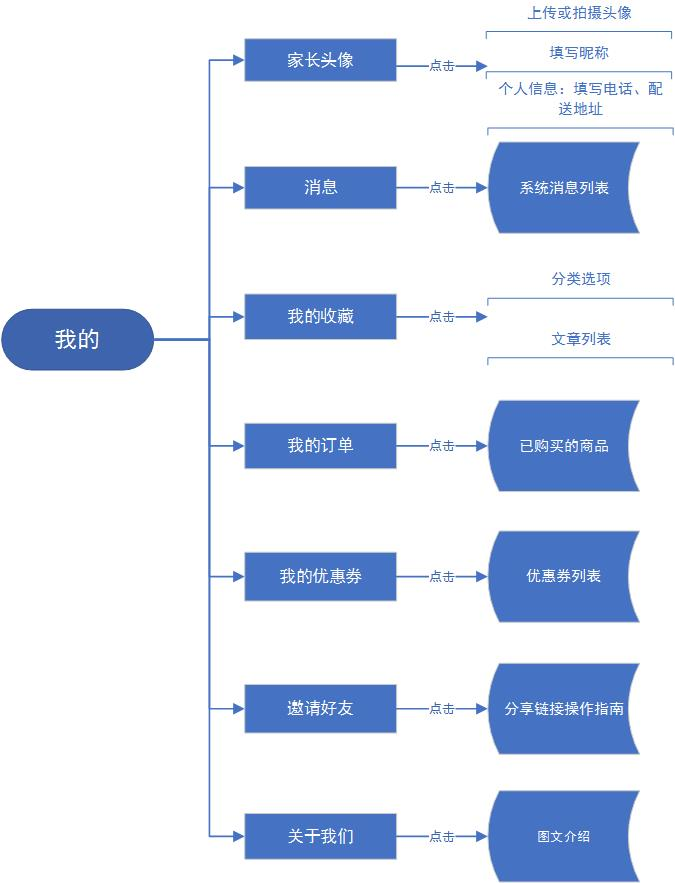 上传或拍摄头像
家长头像
点击
填写昵称
个人信息：填写电话、配
送地址
消息
点击
系统消息列表
分类选项
我的收藏
点击
我的
文章列表
我的订单
点击
已购买的商品
我的优惠券
点击
优惠券列表
邀请好友
点击
分享链接操作指南
关于我们
点击
图文介绍